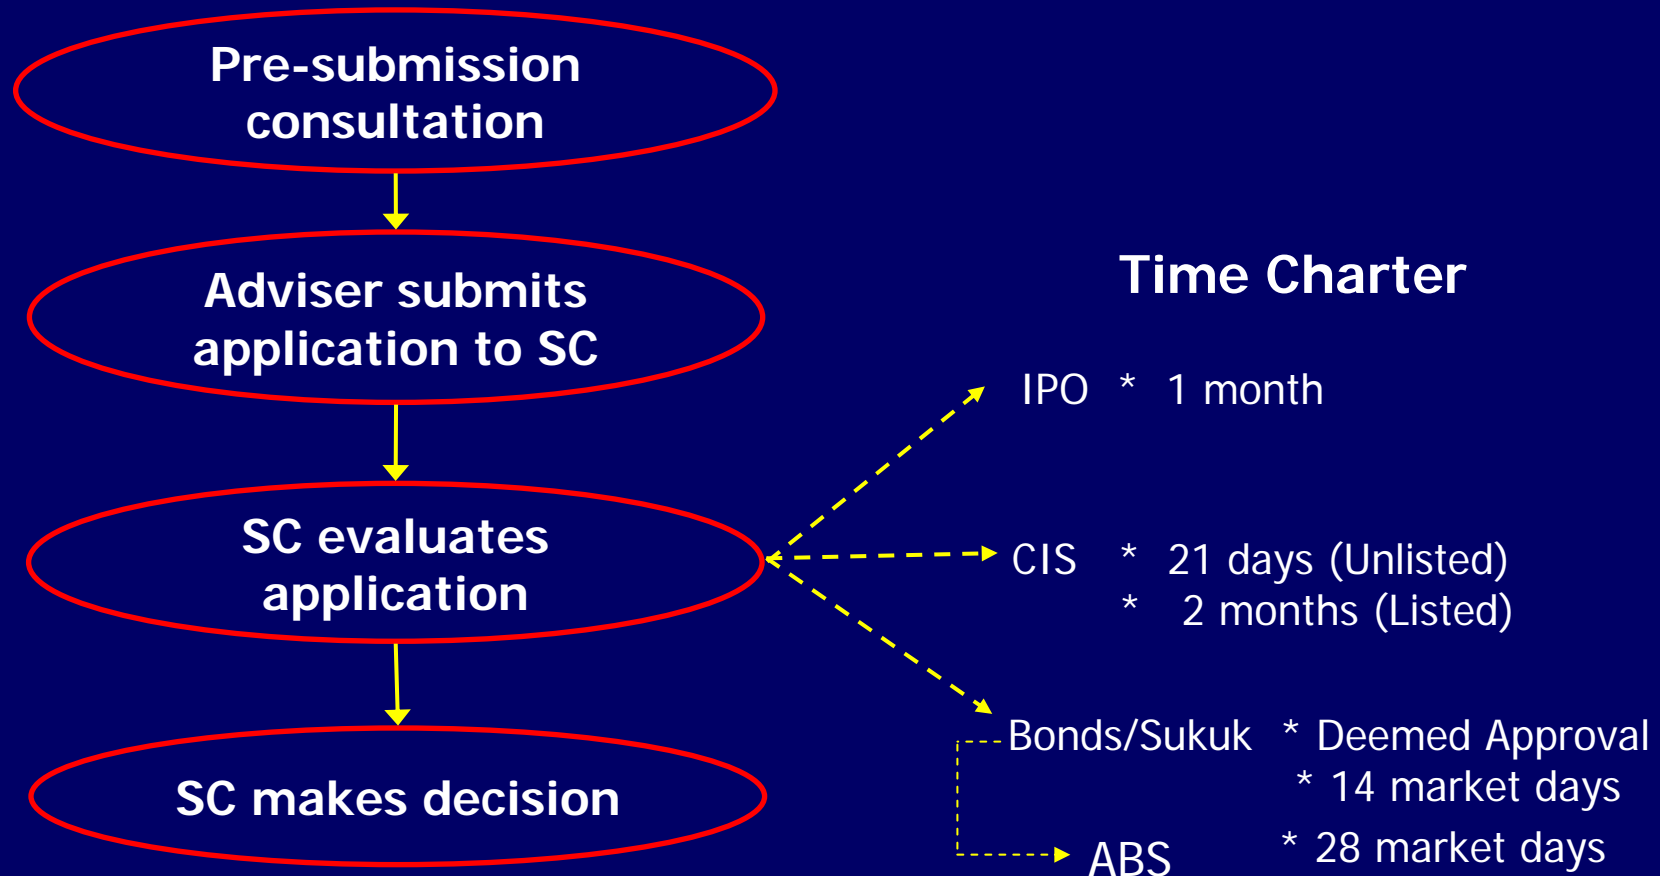 Pre-submission
consultation
Adviser submits
application to SC
SC evaluates
application
SC makes decision
Time Charter
IPO * 1 month
CIS * 21 days (Unlisted)
* 2 months (Listed)
Bonds/Sukuk * Deemed Approval
* 14 market days
ABS * 28 market days